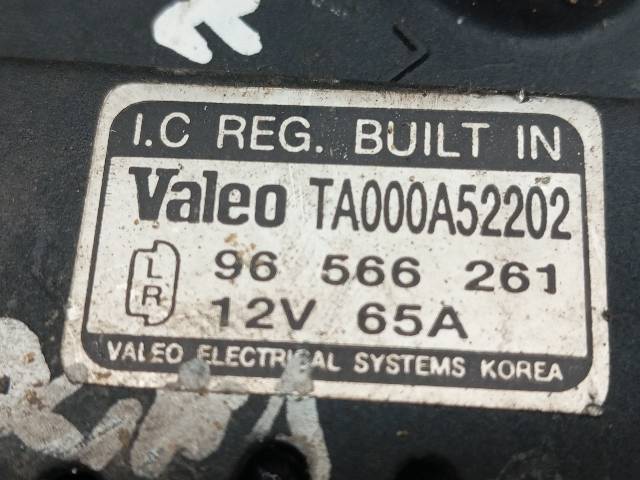 I.C REG. BUILT IN
Valeo TA000A52202
L 96 566 261
R 12V 65A
VALEO ELECTRICAL SYSTEMS KOREA